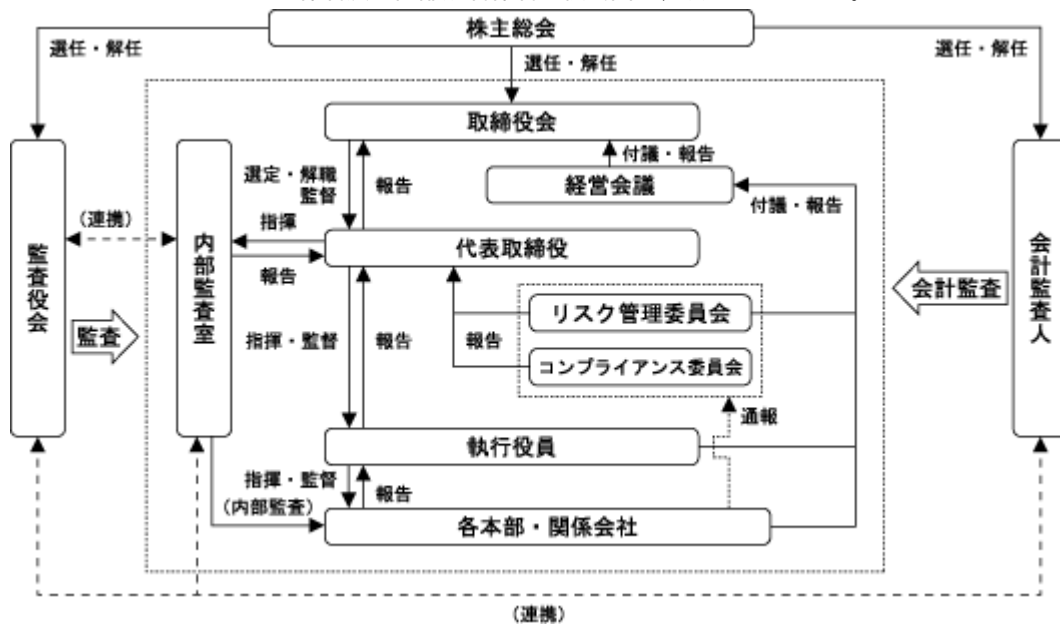 株主総会
選任・解任
選任・解任
選任・解任
取締役会
付議・報告
選定・解職
監督
報告
経営会議
付議・報告
(連携)
指揮
代表取締役
報告
監査役会
内部監査室
会計監査人
会計監査
リスク管理委員会
監査
指揮・監督
報告
報告
コンプライアンス委員会
通報
執行役員
指揮・監督
報告
(内部監査)
各本部・関係会社
(連携)